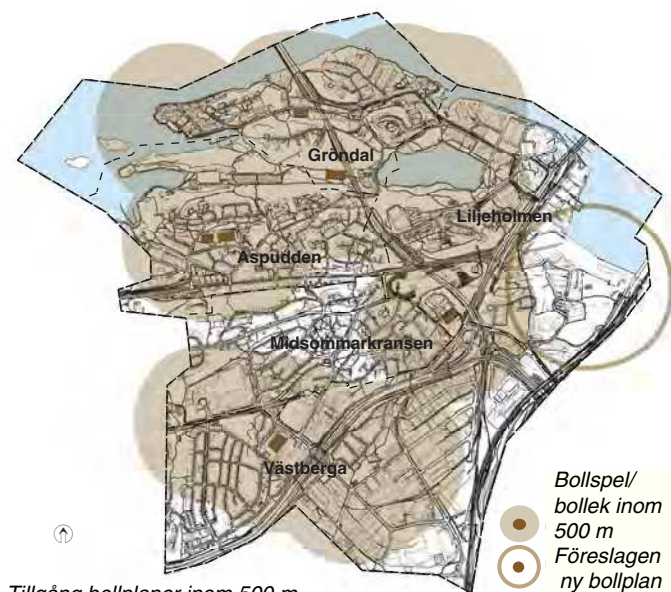 Gröndal
Liljeholmen
Aspudden
Midsommarkransen
Västberga
Bollspel/
bollek inom
500 m
Föreslagen
ny bollplan
Tillgång bollplaner inom 500 m